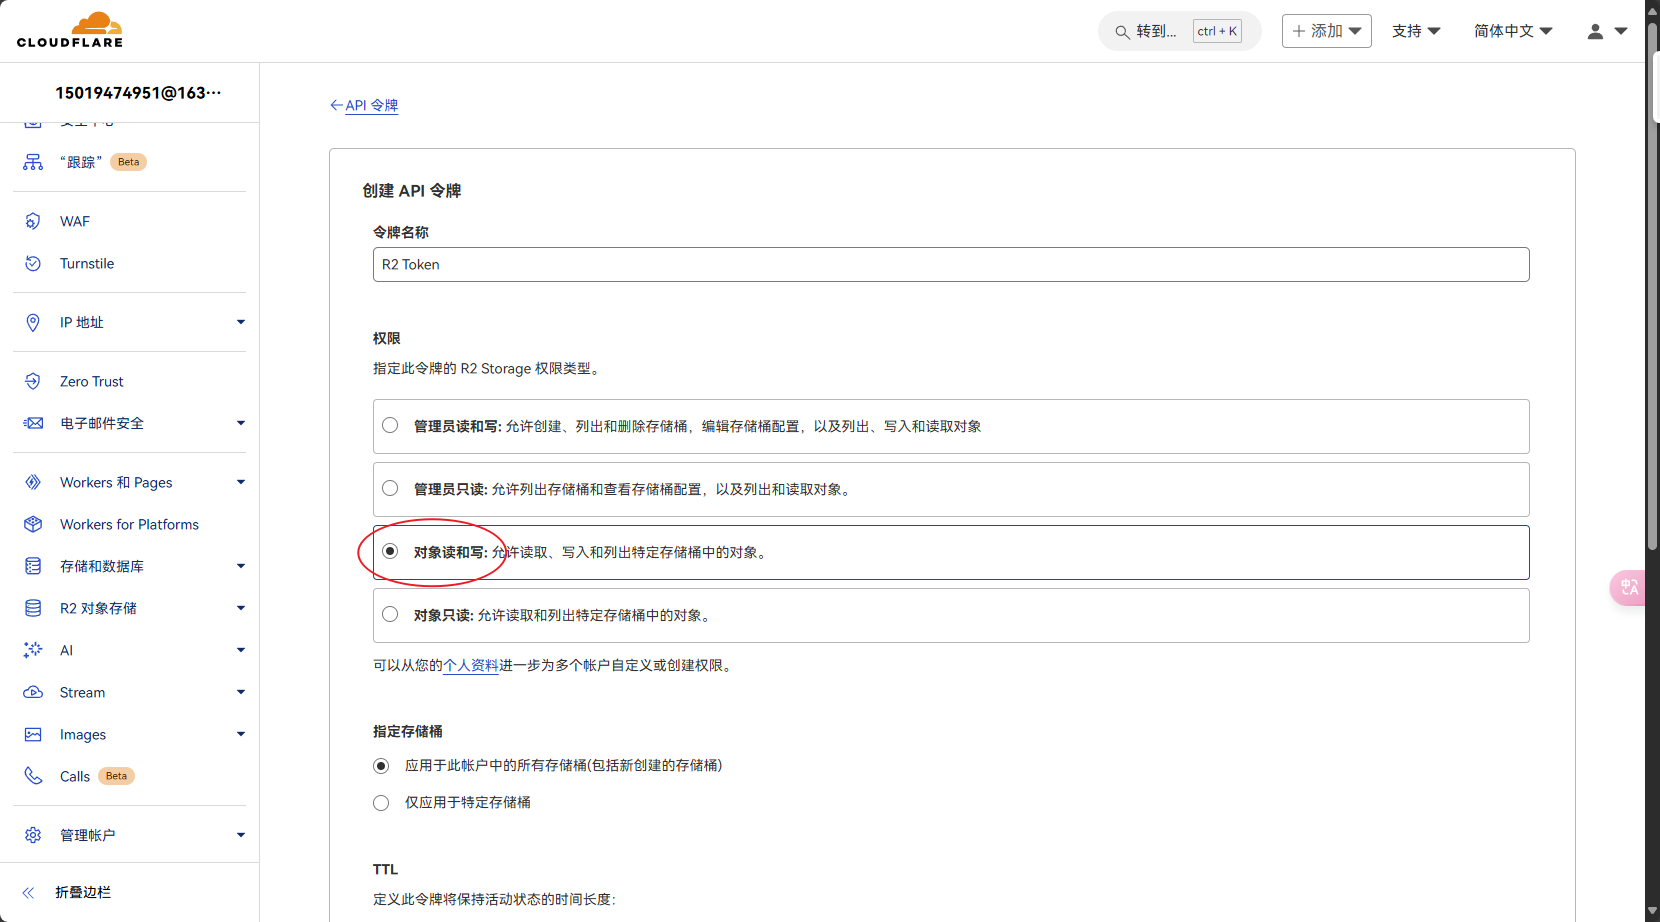 CLOUDFLARE
转到...
ctrl + K
添加
支持
简体中文
15019474951@163···
“跟踪”
Beta
WAF
Turnstile
IP 地址
Zero Trust
电子邮件安全
Workers 和 Pages
Workers for Platforms
存储和数据库
R2 对象存储
AI
Stream
Images
Calls
Beta
管理帐户
折叠边栏
API 令牌
创建 API 令牌
令牌名称
R2 Token
权限
指定此令牌的 R2 Storage 权限类型。
管理员读和写: 允许创建、列出和删除存储桶，编辑存储桶配置，以及列出、写入和读取对象
管理员只读: 允许列出存储桶和查看存储桶配置，以及列出和读取对象。
对象读和写: 允许读取、写入和列出特定存储桶中的对象。
对象只读: 允许读取和列出特定存储桶中的对象。
可以从您的个人资料进一步为多个帐户自定义或创建权限。
指定存储桶
应用于此帐户中的所有存储桶(包括新创建的存储桶)
仅应用于特定存储桶
TTL
定义此令牌将保持活动状态的时间长度: